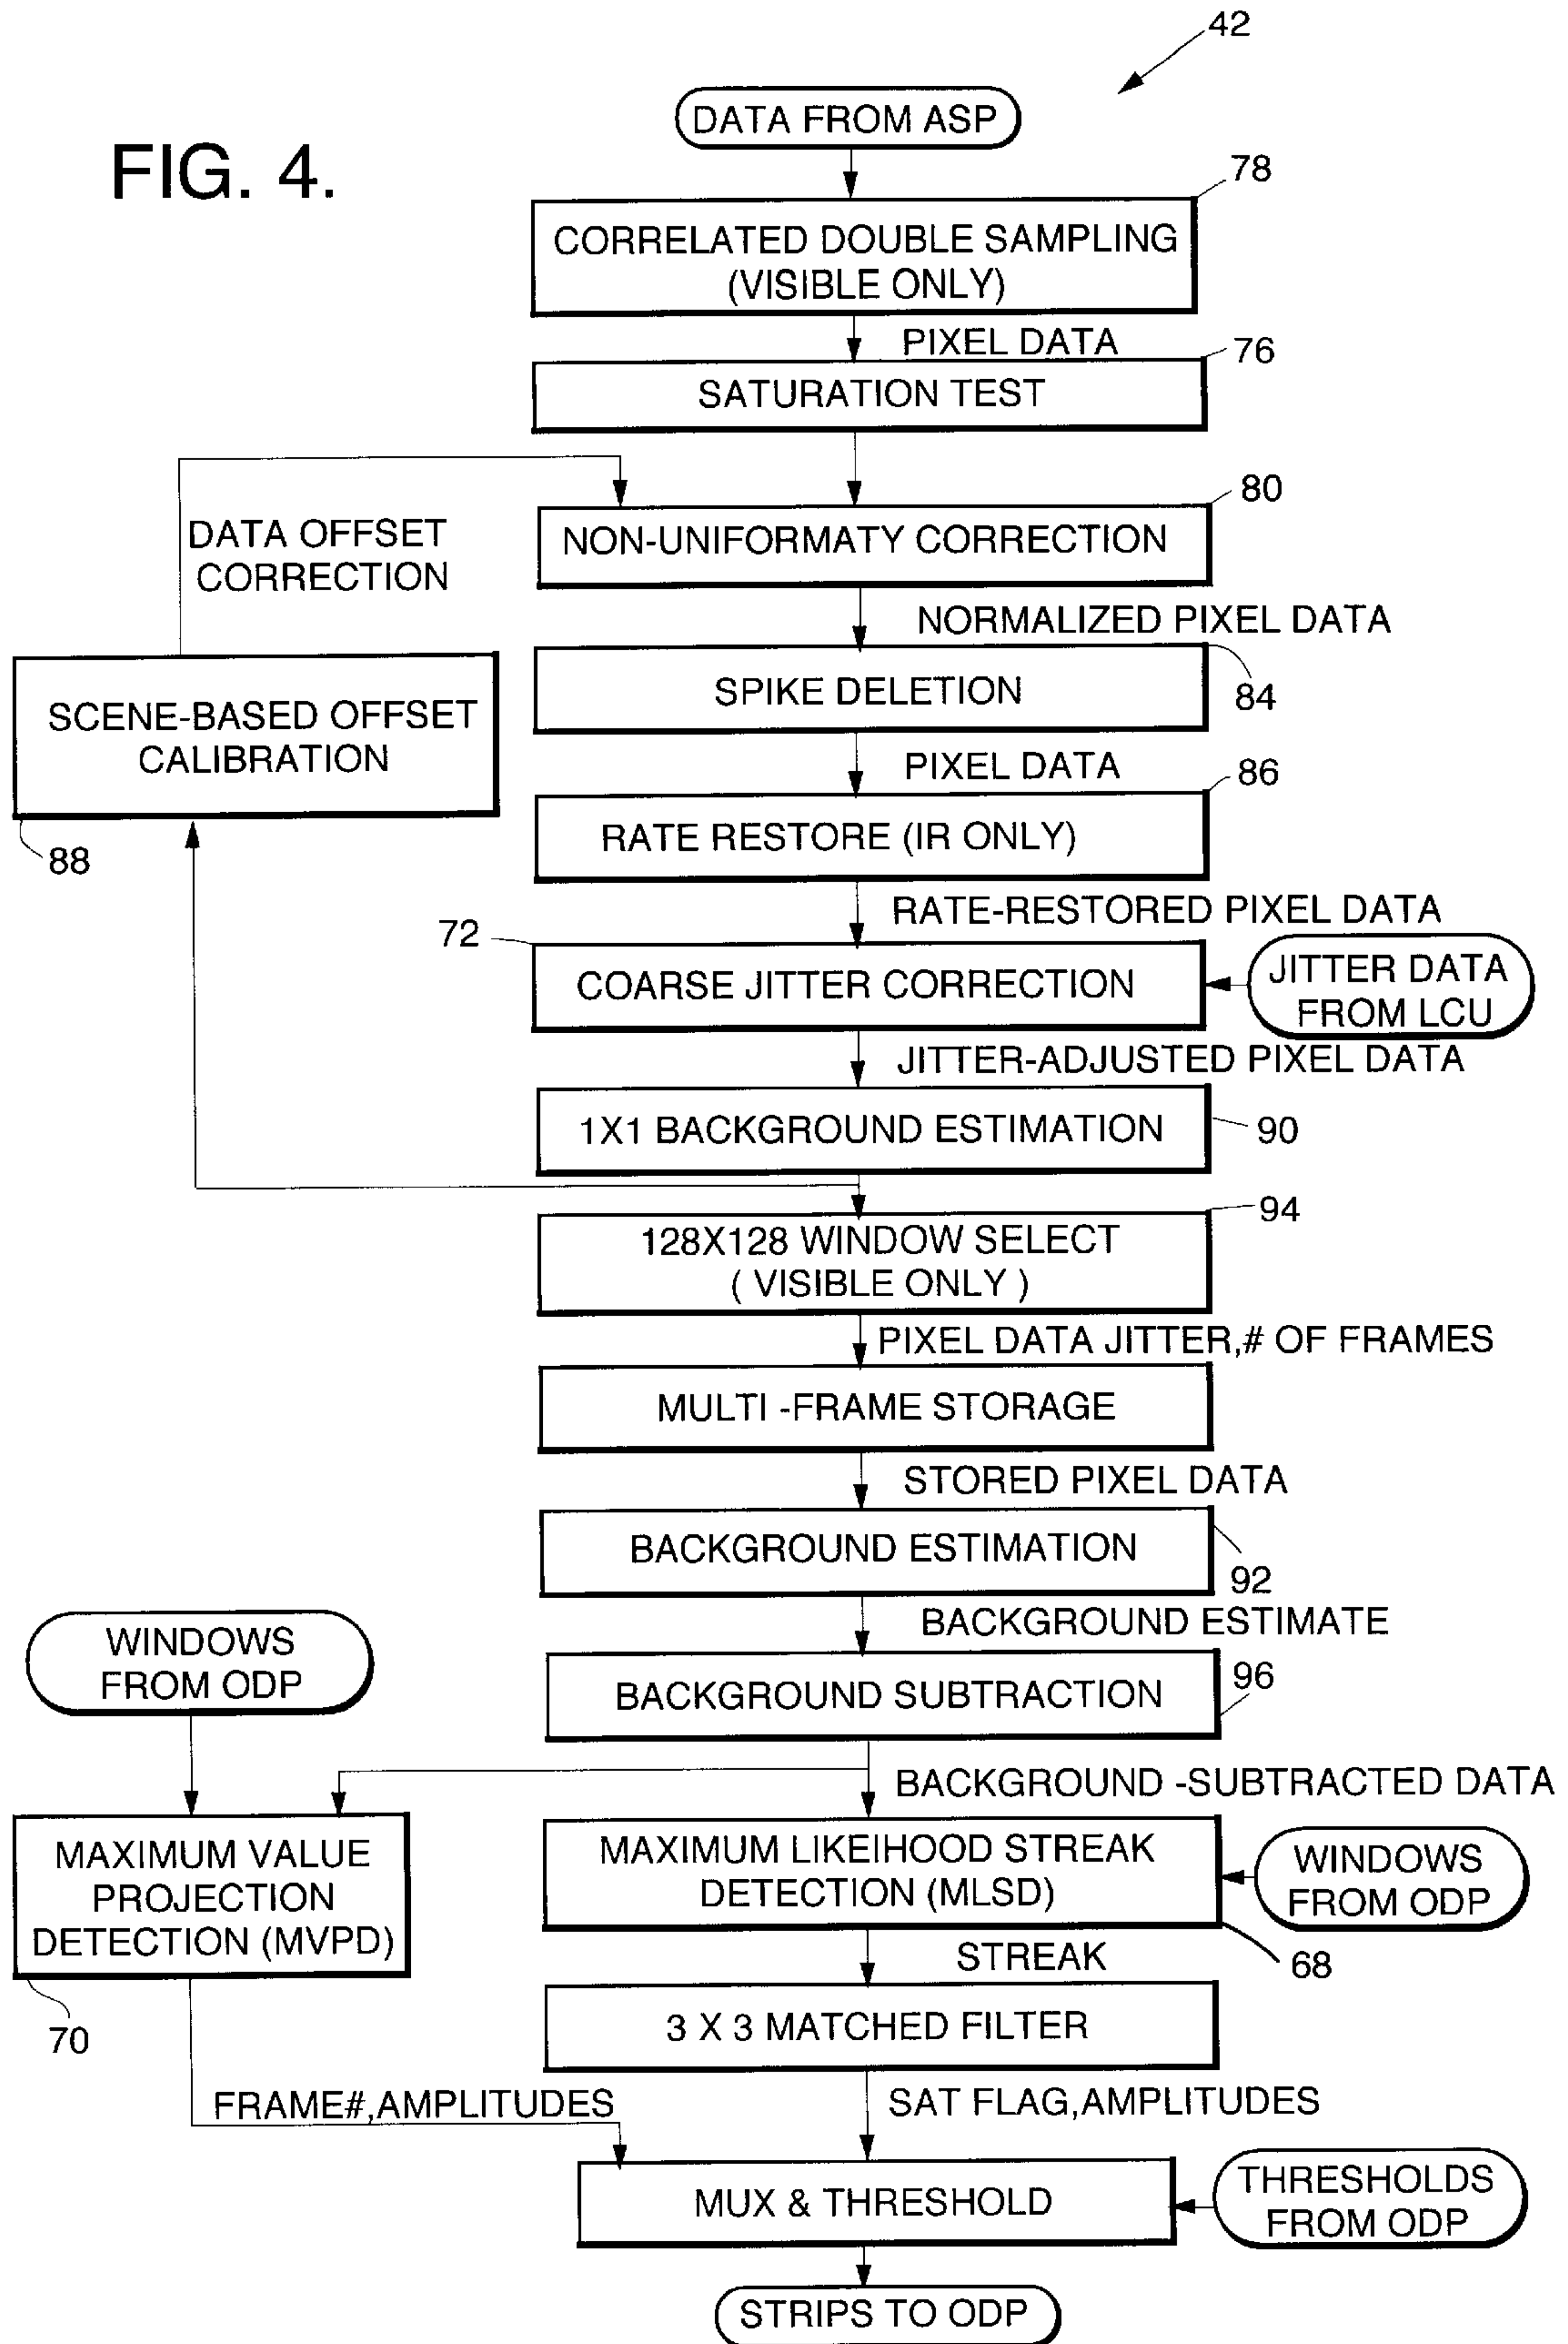 42
DATA FROM ASP
FIG. 4.
78
CORRELATED DOUBLE SAMPLING
(VISIBLE ONLY)
PIXEL DATA
76
SATURATION TEST
80
DATA OFFSET
CORRECTION
NON-UNIFORMATY CORRECTION
NORMALIZED PIXEL DATA
SCENE-BASED OFFSET
CALIBRATION
88
SPIKE DELETION
84
PIXEL DATA
86
RATE RESTORE (IR ONLY)
RATE-RESTORED PIXEL DATA
72
COARSE JITTER CORRECTION
JITTER DATA
FROM LCU
JITTER-ADJUSTED PIXEL DATA
1X1 BACKGROUND ESTIMATION
90
94
128X128 WINDOW SELECT
( VISIBLE ONLY )
PIXEL DATA JITTER,# OF FRAMES
MULTI -FRAME STORAGE
STORED PIXEL DATA
BACKGROUND ESTIMATION
92
BACKGROUND ESTIMATE
WINDOWS
FROM ODP
BACKGROUND SUBTRACTION
96
BACKGROUND -SUBTRACTED DATA
MAXIMUM VALUE
PROJECTION
DETECTION (MVPD)
70
MAXIMUM LIKEIHOOD STREAK
DETECTION (MLSD)
WINDOWS
FROM ODP
68
STREAK
3 X 3 MATCHED FILTER
FRAME#,AMPLITUDES
SAT FLAG,AMPLITUDES
MUX & THRESHOLD
THRESHOLDS
FROM ODP
STRIPS TO ODP